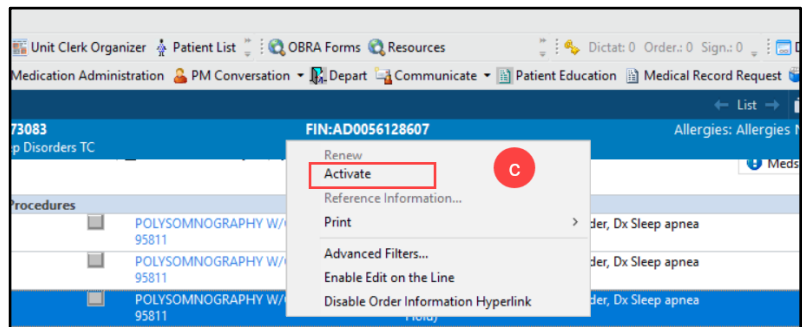 Unit Clerk Organizer Patient List OBRA Forms Resources Dictat: 0 Order.: 0 Sign.: 0
Medication Administration PM Conversation Depart Communicate Patient Education Medical Record Request
List
73083 FIN:AD0056128607 Allergies: Allergies
p Disorders TC
Meds
Procedures
Renew
Activate
c
Reference Information...
Print
Advanced Filters...
Enable Edit on the Line
Disable Order Information Hyperlink
POLYSOMNOGRAPHY W/ der, Dx Sleep apnea
95811
POLYSOMNOGRAPHY W/ der, Dx Sleep apnea
95811
POLYSOMNOGRAPHY W/ der, Dx Sleep apnea
95811